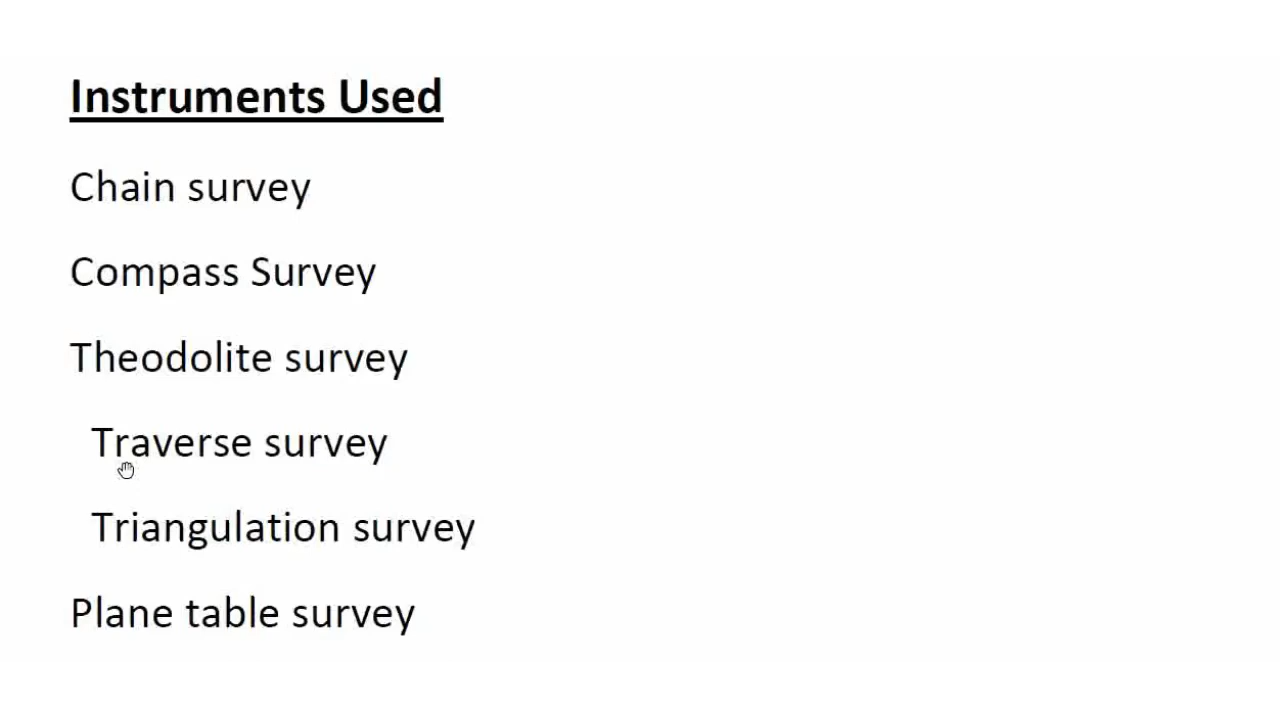 Instruments Used
Chain survey
Compass Survey
Theodolite survey
Traverse survey
Triangulation survey
Plane table survey